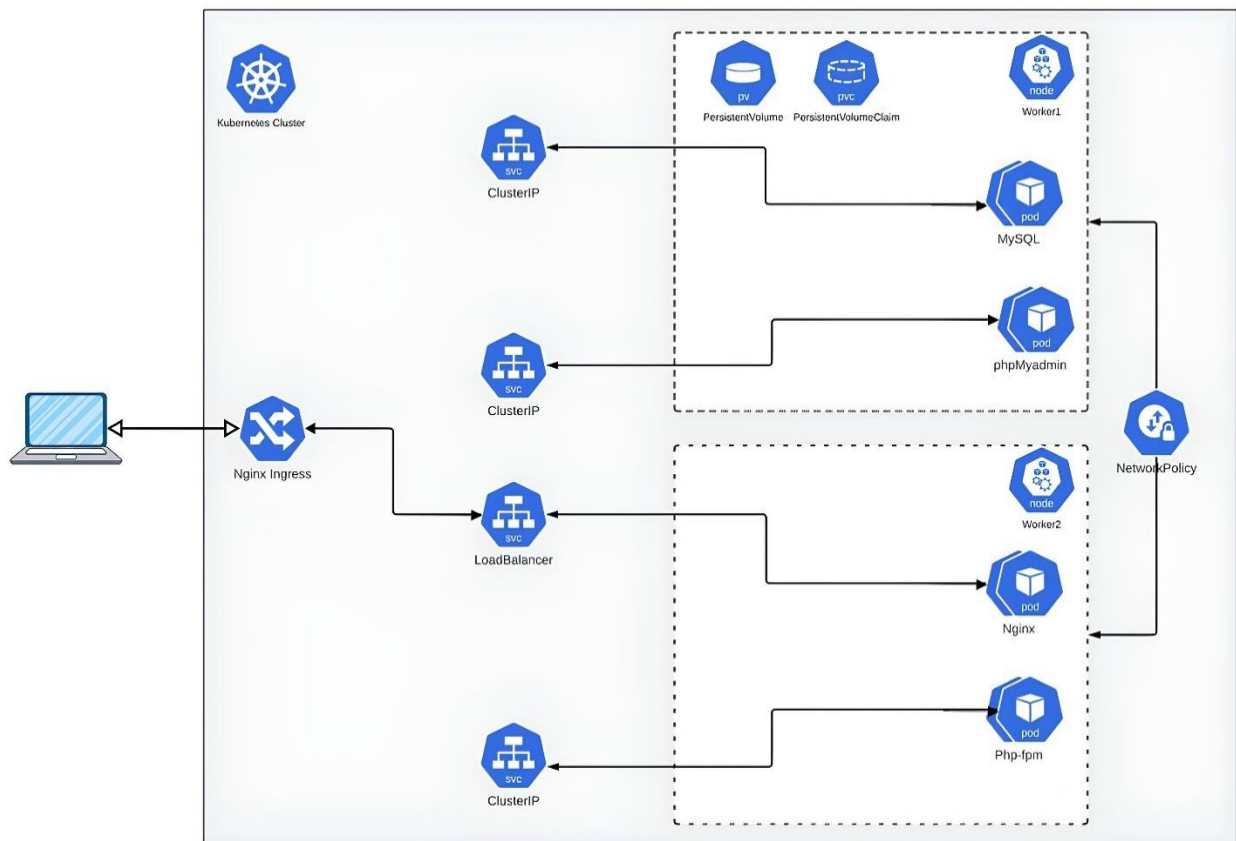 Kubernetes Cluster
pv
PersistentVolume
pvc
PersistentVolumeClaim
node
Worker1
svc
ClusterIP
pod
MySQL
svc
ClusterIP
pod
phpMyadmin
Nginx Ingress
NetworkPolicy
node
Worker2
svc
LoadBalancer
pod
Nginx
svc
ClusterIP
pod
Php-fpm